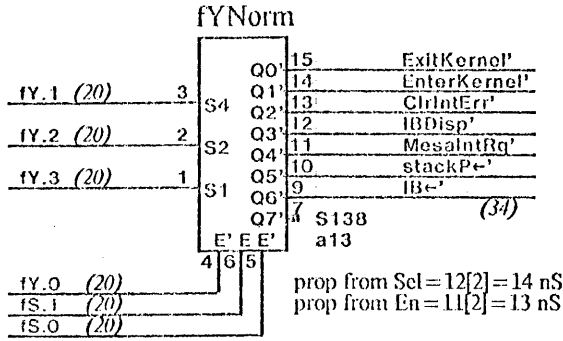 fYNorm
15 ExitKernel'
Q0'
14 EnterKernel'
Q1'
fY.1 (20) 3 S4
13 ClrIntErr'
Q2'
12 IBDisp'
Q3'
fY.2 (20) 2 S2
11 MesaIntRq'
Q4'
10 stackP←'
Q5'
fY.3 (20) 1 S1
9 IB←'
Q6'
7 (34)
Q7' S138
E' E E' a13
4 6 5
fY.0 (20)
fS.1 (20)
fS.0 (20)
prop from Sel = 12[2] = 14 nS
prop from En = 11[2] = 13 nS